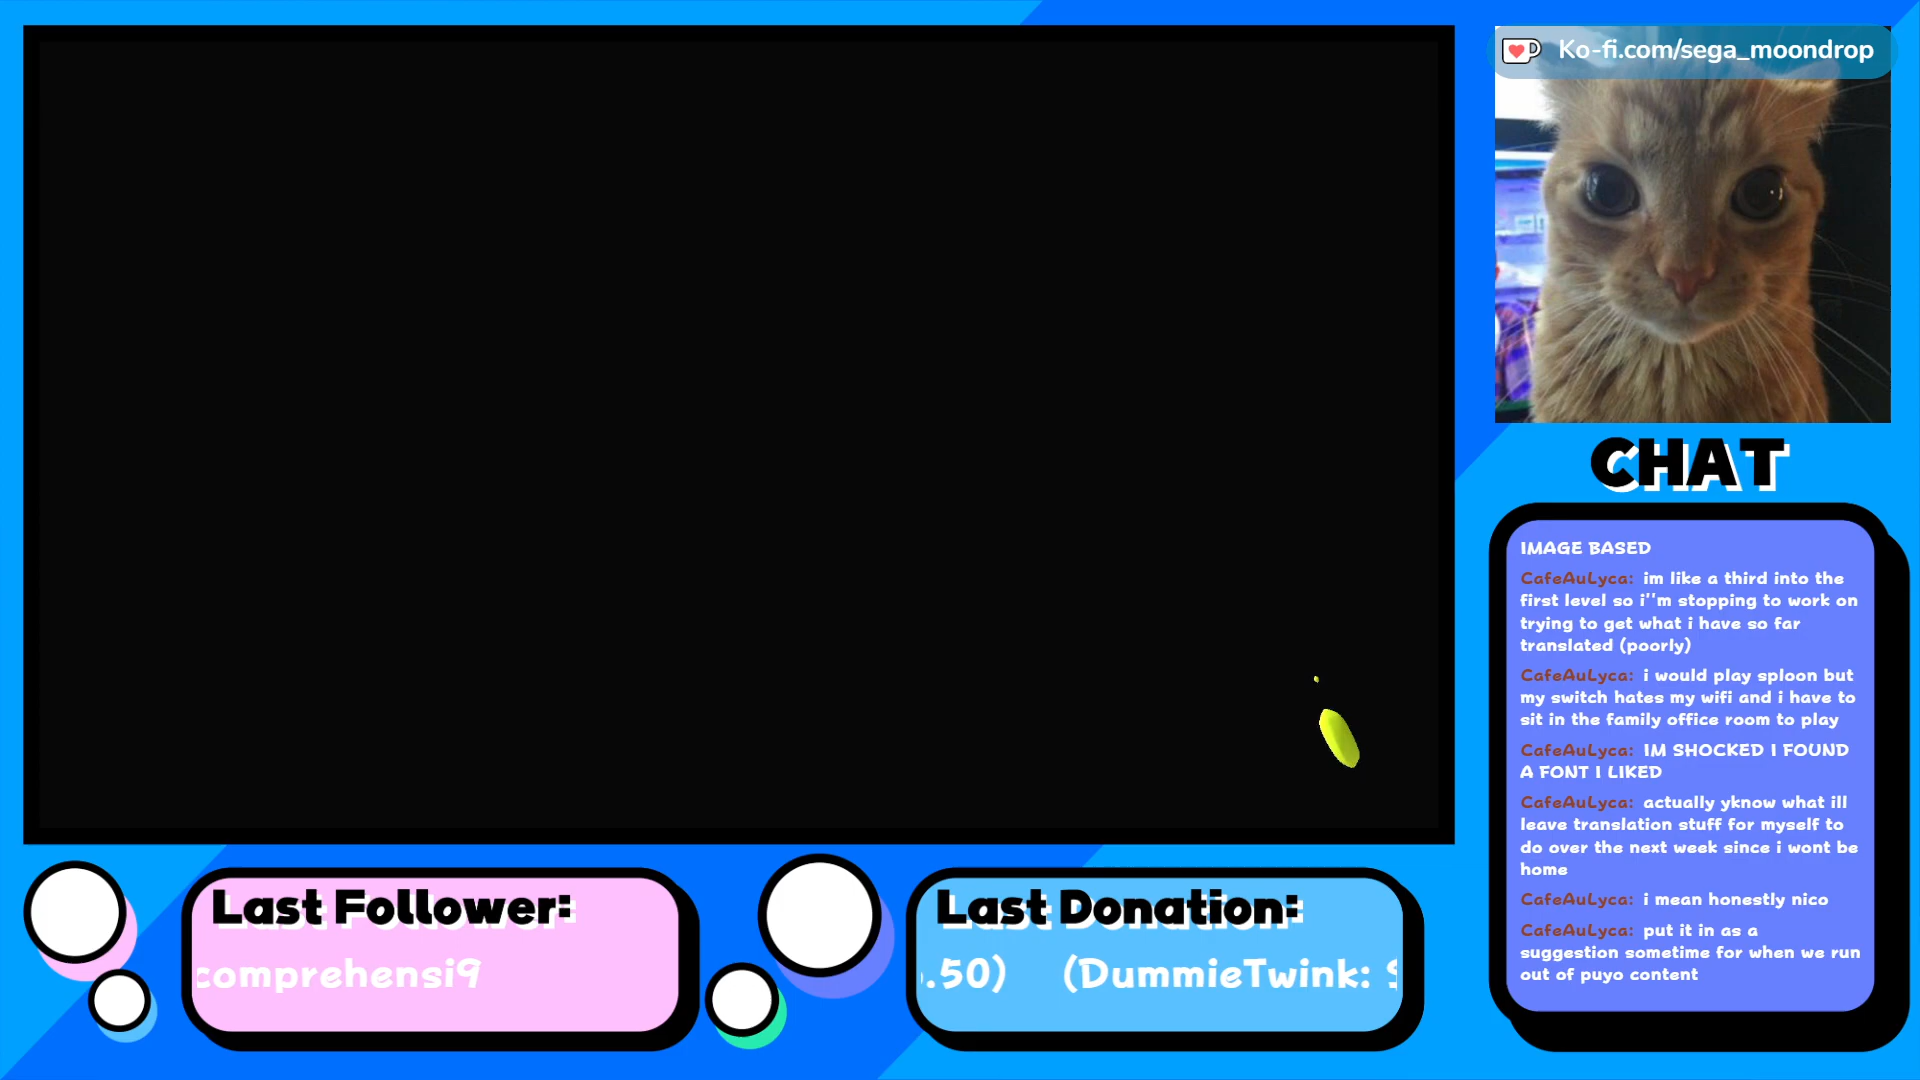 Ko-fi.com/sega_moondrop
CHAT
IMAGE BASED
CafeAuLyca: im like a third into the
first level so i''m stopping to work on
trying to get what i have so far
translated (poorly)
CafeAuLyca: i would play sploon but
my switch hates my wifi and i have to
sit in the family office room to play
CafeAuLyca: IM SHOCKED I FOUND
A FONT I LIKED
CafeAuLyca: actually yknow what ill
leave translation stuff for myself to
do over the next week since i wont be
home
CafeAuLyca: i mean honestly nico
CafeAuLyca: put it in as a
suggestion sometime for when we run
out of puyo content
Last Follower:
comprehensi9
Last Donation:
.50) (DummieTwink: